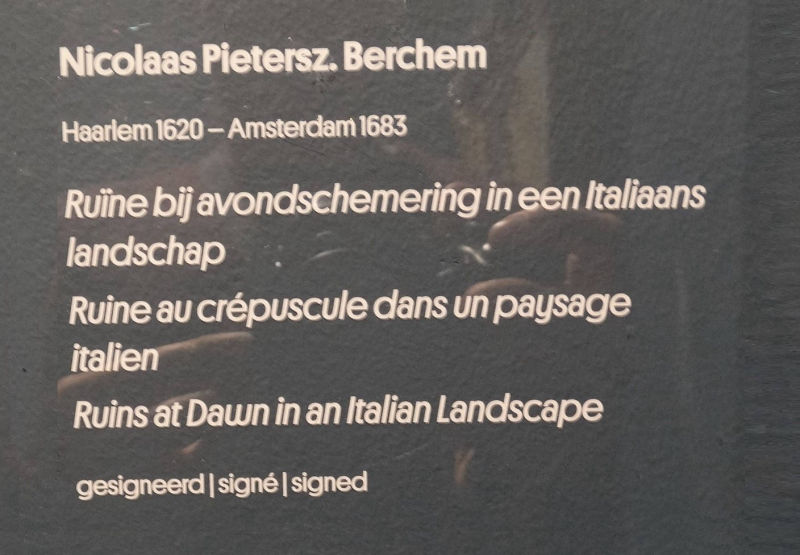 Nicolaas Pietersz. Berchem
Haarlem 1620 – Amsterdam 1683
Ruïne bij avondschemering in een Italiaans
landschap
Ruine au crépuscule dans un paysage
italien
Ruins at Dawn in an Italian Landscape
gesigneerd | signé | signed